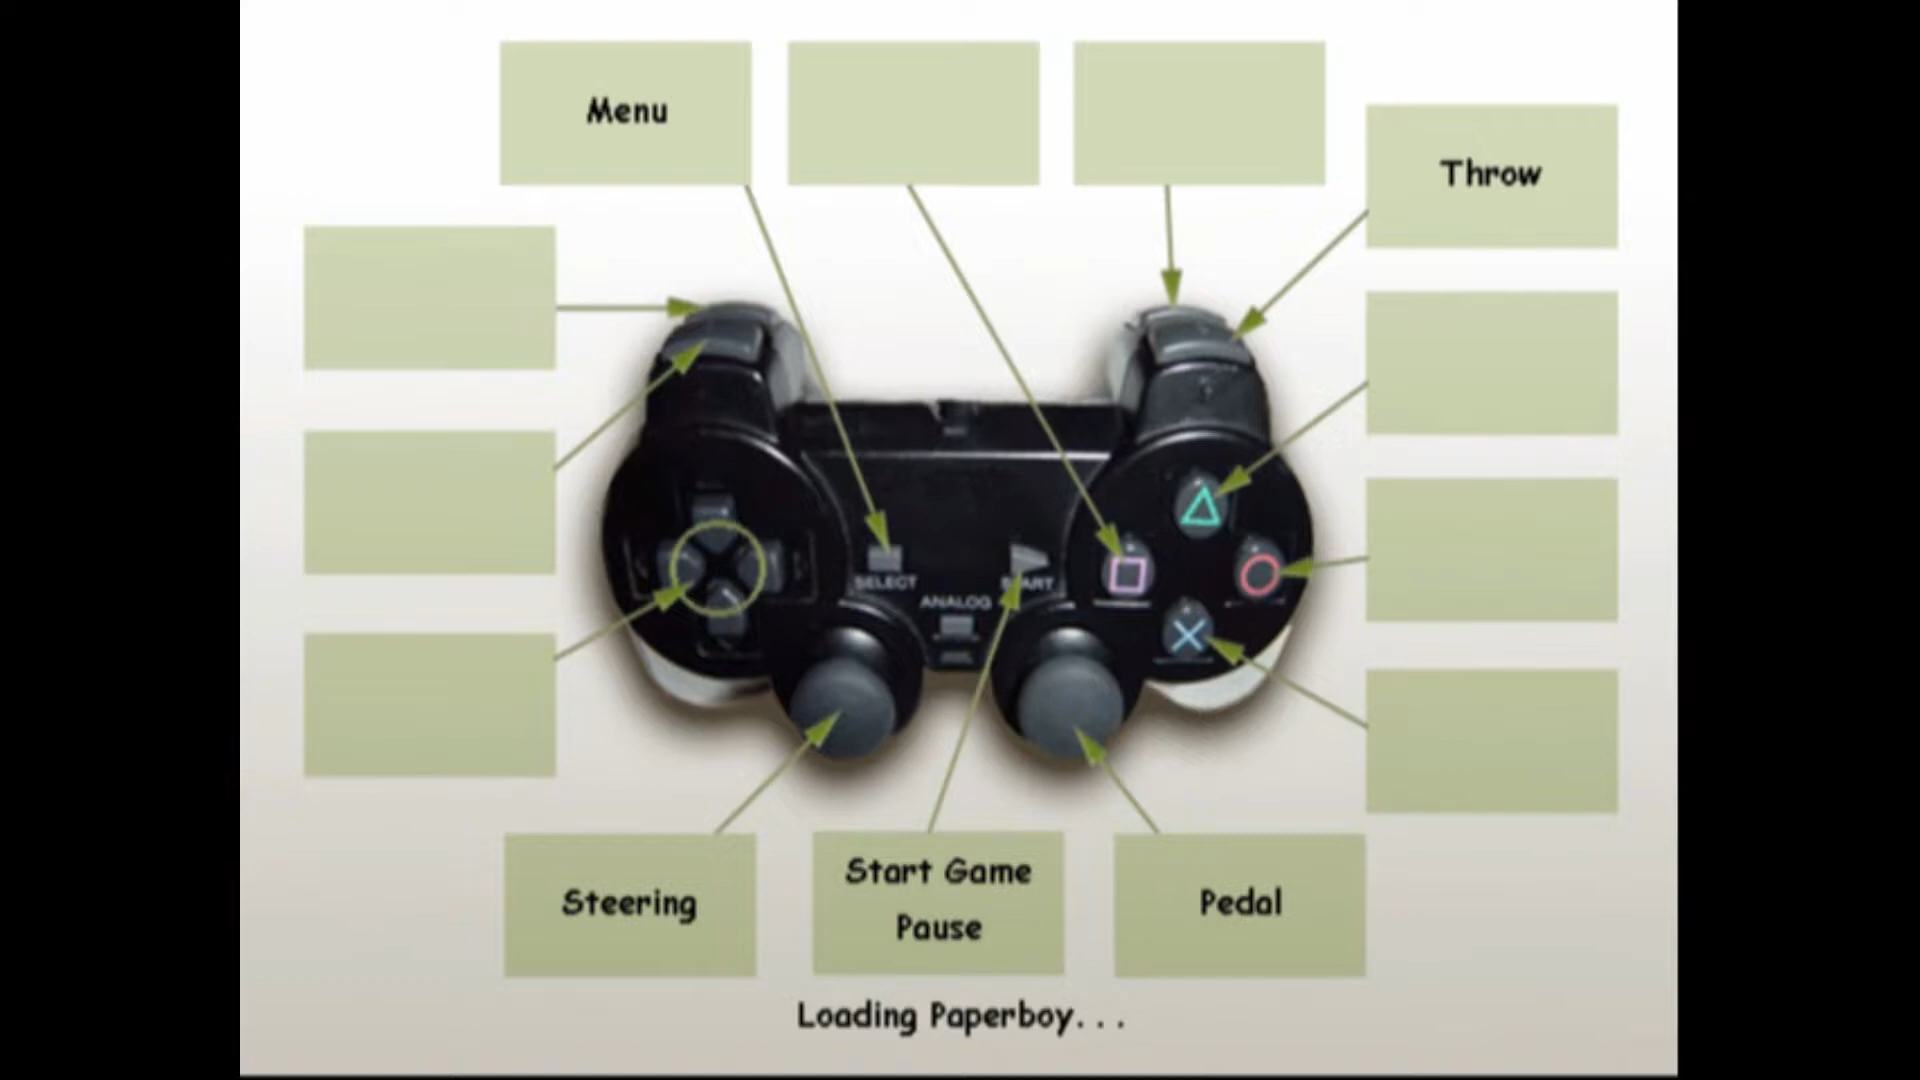 Menu
Throw
SELECT
START
ANALOG
Steering
Start Game
Pause
Pedal
Loading Paperboy...